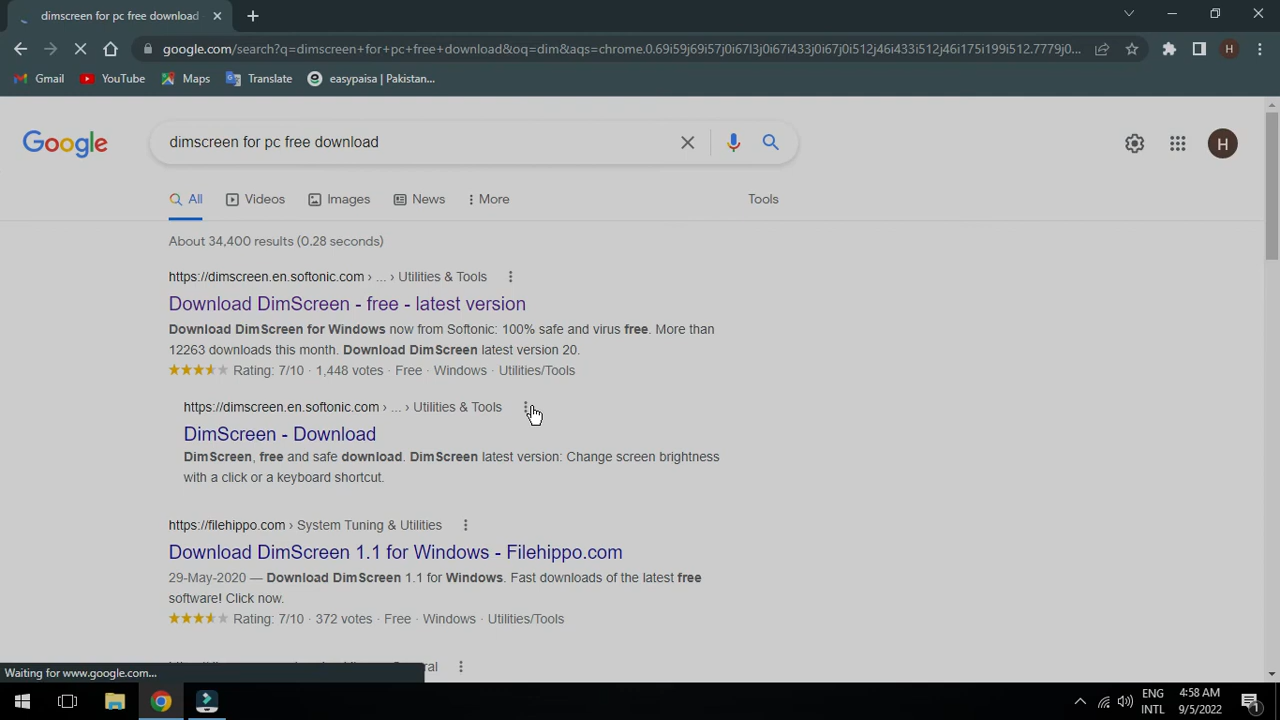 dimscreen for pc free download
google.com/search?q=dimscreen+for+pc+free+download&oq=dim&aqs=chrome.0.69i59j69i57j0i67l3j0i67i433j0i67j0i512j46i433i512j46i175i199i512.7779j0...
H
Gmail YouTube Maps Translate easypaisa | Pakistan...
Google dimscreen for pc free download H
All Videos Images News More Tools
About 34,400 results (0.28 seconds)
https://dimscreen.en.softonic.com › ... › Utilities & Tools
Download DimScreen - free - latest version
Download DimScreen for Windows now from Softonic: 100% safe and virus free. More than
12263 downloads this month. Download DimScreen latest version 20.
Rating: 7/10 · 1,448 votes · Free · Windows · Utilities/Tools
https://dimscreen.en.softonic.com › ... › Utilities & Tools
DimScreen - Download
DimScreen, free and safe download. DimScreen latest version: Change screen brightness
with a click or a keyboard shortcut.
https://filehippo.com › System Tuning & Utilities
Download DimScreen 1.1 for Windows - Filehippo.com
29-May-2020 — Download DimScreen 1.1 for Windows. Fast downloads of the latest free
software! Click now.
Rating: 7/10 · 372 votes · Free · Windows · Utilities/Tools
Waiting for www.google.com...
ENG
INTL
4:58 AM
9/5/2022
1